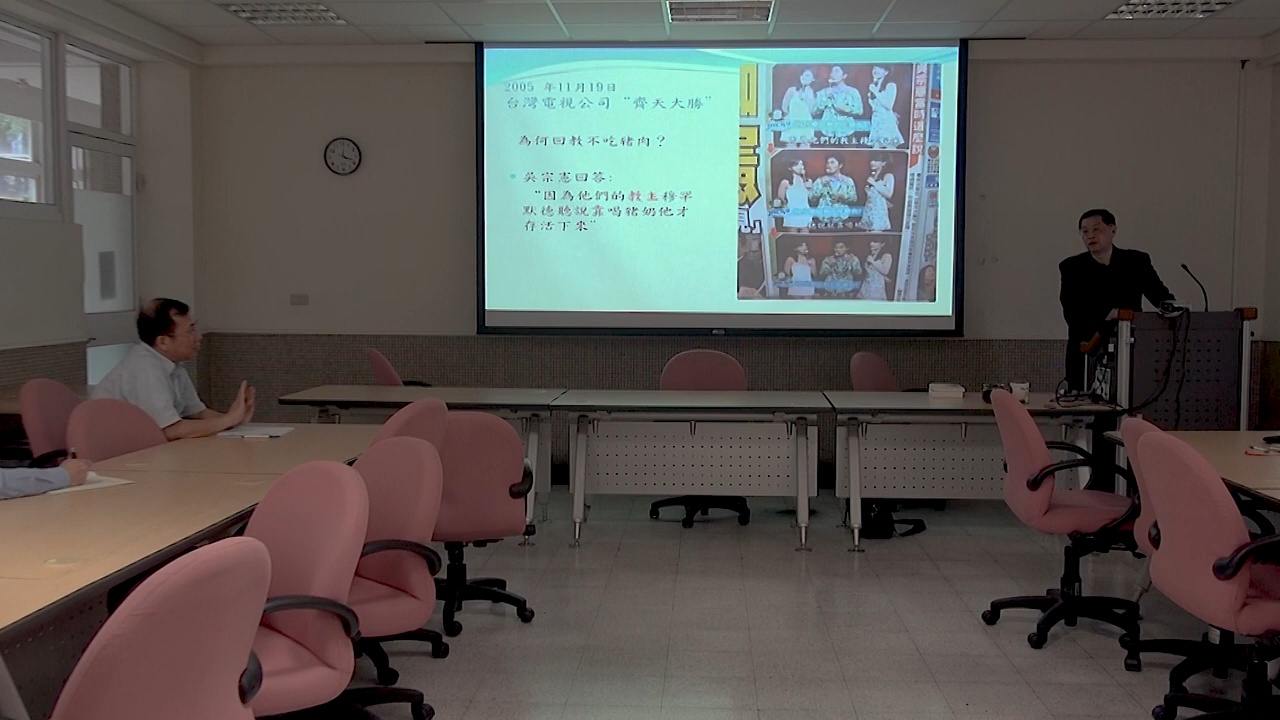 2005 年11月19日
台灣電視公司 “齊天大勝”
為何回教不吃豬肉？
吳宗憲回答:
“因為他們的教主穆罕
默德聽說靠喝豬奶他才
存活下來”